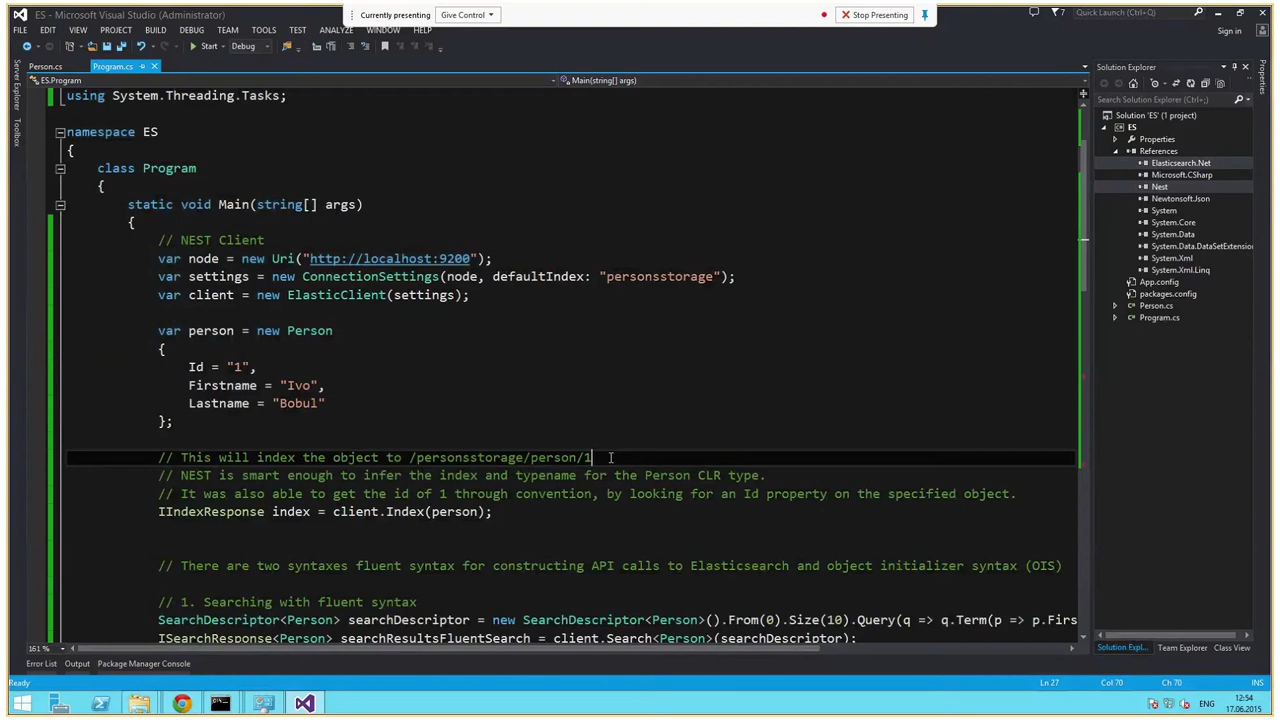 ES - Microsoft Visual Studio (Administrator)
Currently presenting
Give Control
Stop Presenting
7
Quick Launch (Ctrl+Q)
FILE EDIT VIEW PROJECT BUILD DEBUG TEAM TOOLS TEST ANALYZE WINDOW HELP
Sign in
Start Debug
Server Explorer
Toolbox
Person.cs
Program.cs
ES.Program
Main(string[] args)
using System.Threading.Tasks;
namespace ES
{
class Program
{
static void Main(string[] args)
{
// NEST Client
var node = new Uri("http://localhost:9200");
var settings = new ConnectionSettings(node, defaultIndex: "personsstorage");
var client = new ElasticClient(settings);
var person = new Person
{
Id = "1",
Firstname = "Ivo",
Lastname = "Bobul"
};
// This will index the object to /personsstorage/person/1
// NEST is smart enough to infer the index and typename for the Person CLR type.
// It was also able to get the id of 1 through convention, by looking for an Id property on the specified object.
IIndexResponse index = client.Index(person);
// There are two syntaxes fluent syntax for constructing API calls to Elasticsearch and object initializer syntax (OIS)
// 1. Searching with fluent syntax
SearchDescriptor<Person> searchDescriptor = new SearchDescriptor<Person>().From(0).Size(10).Query(q => q.Term(p => p.Firs
ISearchResponse<Person> searchResultsFluentSearch = client.Search<Person>(searchDescriptor);
161 %
Error List Output Package Manager Console
Ready
Ln 27 Col 70 Ch 70 INS
Solution Explorer
Search Solution Explorer (Ctrl+;)
Solution 'ES' (1 project)
ES
Properties
References
Elasticsearch.Net
Microsoft.CSharp
Nest
Newtonsoft.Json
System
System.Core
System.Data
System.Data.DataSetExtension
System.Xml
System.Xml.Linq
App.config
packages.config
Person.cs
Program.cs
Solution Expl... Team Explorer Class View
Properties
ENG
12:54
17.06.2015